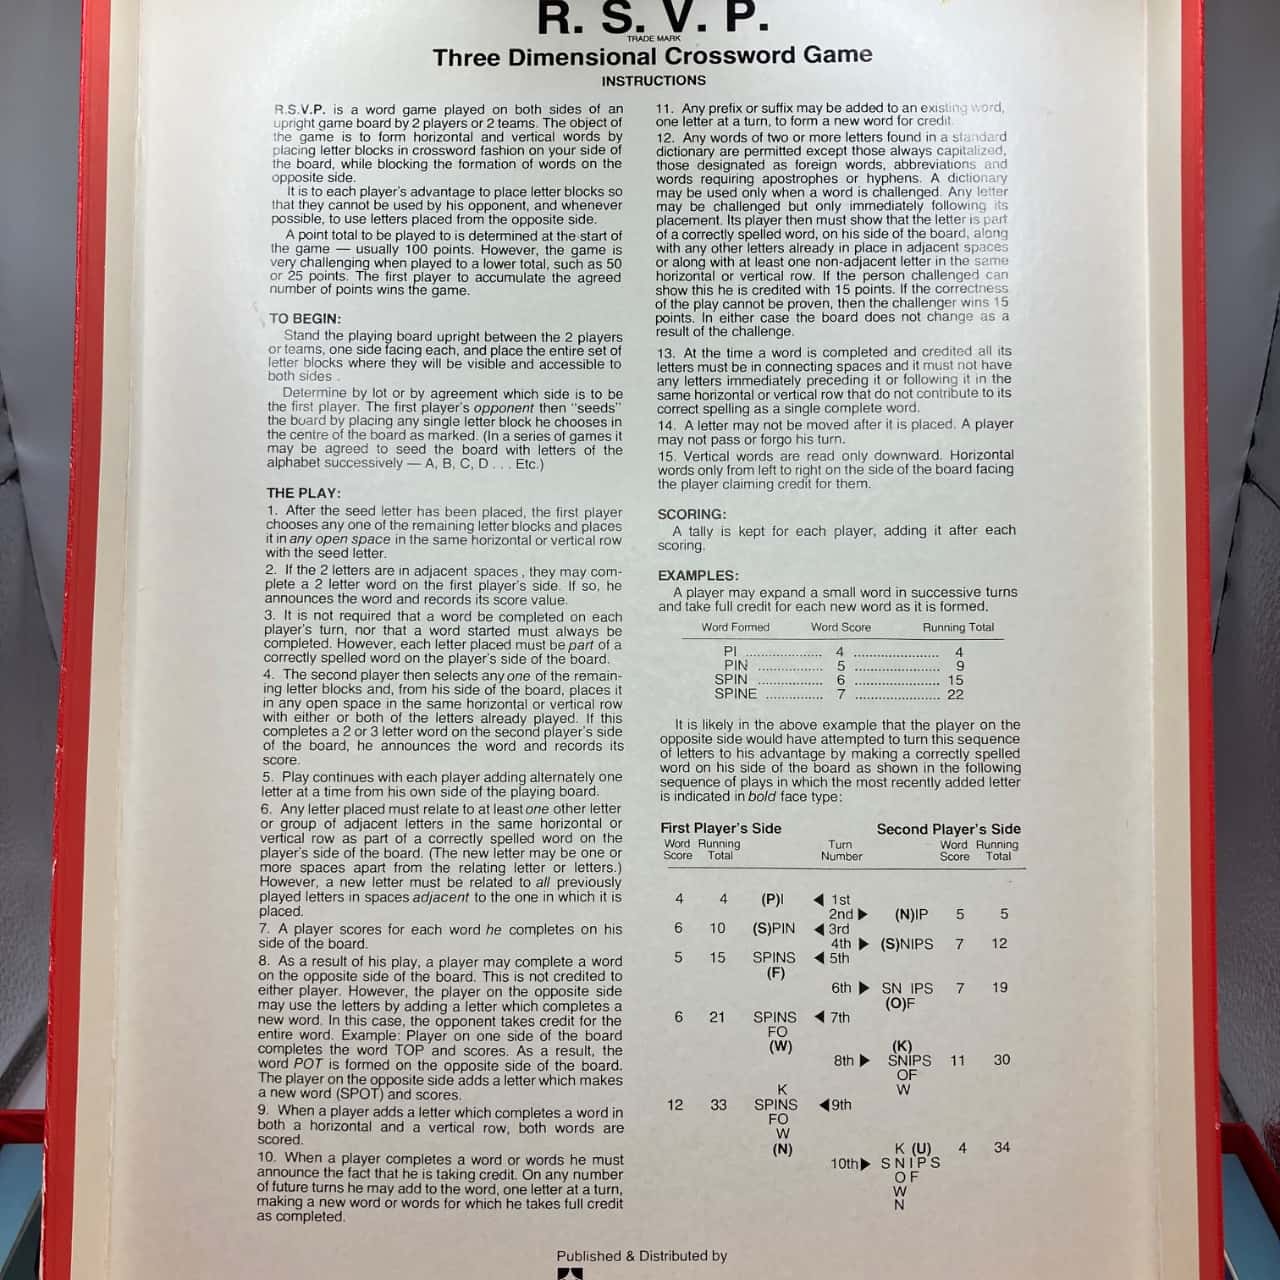 R. S. V. P.
TRADE MARK
Three Dimensional Crossword Game
INSTRUCTIONS
R.S.V.P. is a word game played on both sides of an
upright game board by 2 players or 2 teams. The object of
the game is to form horizontal and vertical words by
placing letter blocks in crossword fashion on your side of
the board, while blocking the formation of words on the
opposite side.
It is to each player's advantage to place letter blocks so
that they cannot be used by his opponent, and whenever
possible, to use letters placed from the opposite side.
A point total to be played to is determined at the start of
the game — usually 100 points. However, the game is
very challenging when played to a lower total, such as 50
or 25 points. The first player to accumulate the agreed
number of points wins the game.
TO BEGIN:
Stand the playing board upright between the 2 players
or teams, one side facing each, and place the entire set of
letter blocks where they will be visible and accessible to
both sides .
Determine by lot or by agreement which side is to be
the first player. The first player's opponent then "seeds"
the board by placing any single letter block he chooses in
the centre of the board as marked. (In a series of games it
may be agreed to seed the board with letters of the
alphabet successively — A, B, C, D . . . Etc.)
THE PLAY:
1. After the seed letter has been placed, the first player
chooses any one of the remaining letter blocks and places
it in any open space in the same horizontal or vertical row
with the seed letter.
2. If the 2 letters are in adjacent spaces , they may com-
plete a 2 letter word on the first player's side. If so, he
announces the word and records its score value.
3. It is not required that a word be completed on each
player's turn, nor that a word started must always be
completed. However, each letter placed must be part of a
correctly spelled word on the player's side of the board.
4. The second player then selects any one of the remain-
ing letter blocks and, from his side of the board, places it
in any open space in the same horizontal or vertical row
with either or both of the letters already played. If this
completes a 2 or 3 letter word on the second player's side
of the board, he announces the word and records its
score.
5. Play continues with each player adding alternately one
letter at a time from his own side of the playing board.
6. Any letter placed must relate to at least one other letter
or group of adjacent letters in the same horizontal or
vertical row as part of a correctly spelled word on the
player's side of the board. (The new letter may be one or
more spaces apart from the relating letter or letters.)
However, a new letter must be related to all previously
played letters in spaces adjacent to the one in which it is
placed.
7. A player scores for each word he completes on his
side of the board.
8. As a result of his play, a player may complete a word
on the opposite side of the board. This is not credited to
either player. However, the player on the opposite side
may use the letters by adding a letter which completes a
new word. In this case, the opponent takes credit for the
entire word. Example: Player on one side of the board
completes the word TOP and scores. As a result, the
word POT is formed on the opposite side of the board.
The player on the opposite side adds a letter which makes
a new word (SPOT) and scores.
9. When a player adds a letter which completes a word in
both a horizontal and a vertical row, both words are
scored.
10. When a player completes a word or words he must
announce the fact that he is taking credit. On any number
of future turns he may add to the word, one letter at a turn,
making a new word or words for which he takes full credit
as completed.
11. Any prefix or suffix may be added to an existing word,
one letter at a turn, to form a new word for credit.
12. Any words of two or more letters found in a standard
dictionary are permitted except those always capitalized,
those designated as foreign words, abbreviations and
words requiring apostrophes or hyphens. A dictionary
may be used only when a word is challenged. Any letter
may be challenged but only immediately following its
placement. Its player then must show that the letter is part
of a correctly spelled word, on his side of the board, along
with any other letters already in place in adjacent spaces
or along with at least one non-adjacent letter in the same
horizontal or vertical row. If the person challenged can
show this he is credited with 15 points. If the correctness
of the play cannot be proven, then the challenger wins 15
points. In either case the board does not change as a
result of the challenge.
13. At the time a word is completed and credited all its
letters must be in connecting spaces and it must not have
any letters immediately preceding it or following it in the
same horizontal or vertical row that do not contribute to its
correct spelling as a single complete word.
14. A letter may not be moved after it is placed. A player
may not pass or forgo his turn.
15. Vertical words are read only downward. Horizontal
words only from left to right on the side of the board facing
the player claiming credit for them.
SCORING:
A tally is kept for each player, adding it after each
scoring.
EXAMPLES:
A player may expand a small word in successive turns
and take full credit for each new word as it is formed.
Word Formed Word Score Running Total
PI ................... 4 ...................... 4
PIN ................ 5 ...................... 9
SPIN ................ 6 ...................... 15
SPINE .............. 7 ...................... 22
It is likely in the above example that the player on the
opposite side would have attempted to turn this sequence
of letters to his advantage by making a correctly spelled
word on his side of the board as shown in the following
sequence of plays in which the most recently added letter
is indicated in bold face type:
First Player's Side Second Player's Side
Word Running Turn Word Running
Score Total Number Score Total
4 4 (P)I ◀ 1st
2nd ▶ (N)IP 5 5
6 10 (S)PIN ◀ 3rd
4th ▶ (S)NIPS 7 12
5 15 SPINS ◀ 5th
(F)
6th ▶ SN IPS 7 19
(O)F
6 21 SPINS ◀ 7th
FO
(W) (K)
8th ▶ SNIPS 11 30
OF
K W
12 33 SPINS ◀9th
FO
W
(N) K (U) 4 34
10th▶ S N I P S
O F
W
N
Published & Distributed by